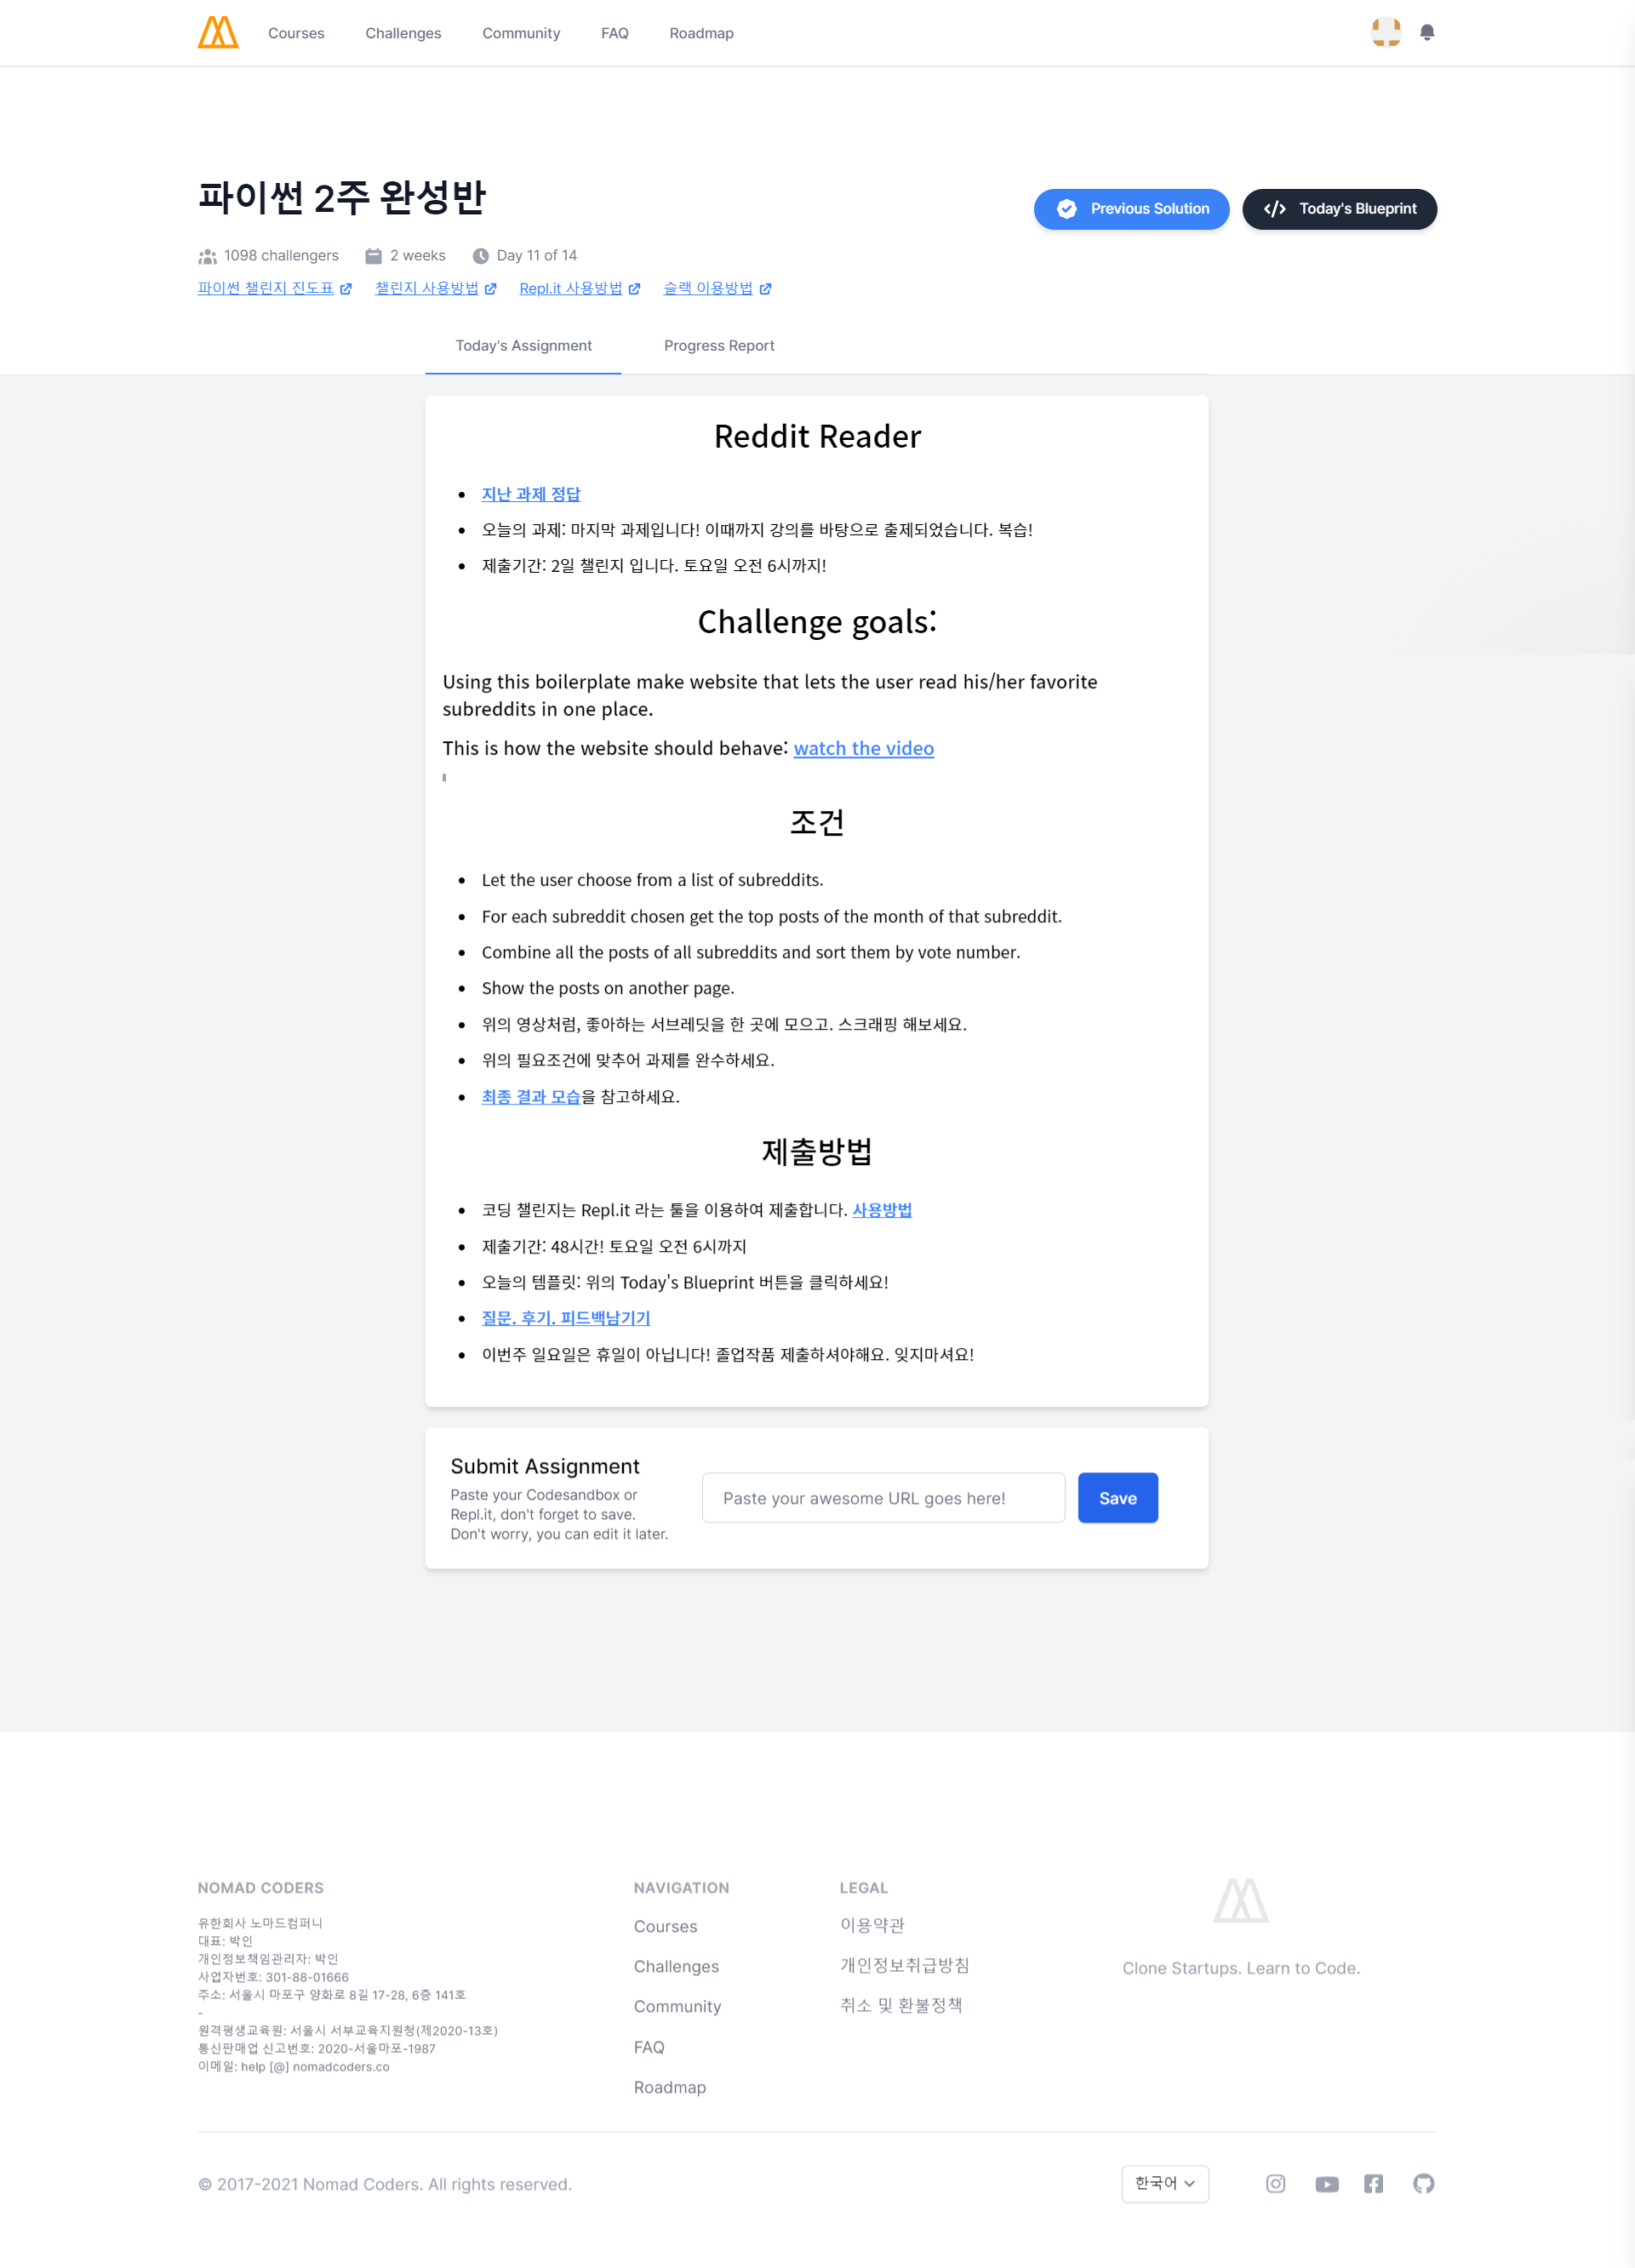 Courses Challenges Community FAQ Roadmap
파이썬 2주 완성반
Previous Solution
Today's Blueprint
1098 challengers 2 weeks Day 11 of 14
파이썬 챌린지 진도표 챌린지 사용방법 Repl.it 사용방법 슬랙 이용방법
Today's Assignment Progress Report
Reddit Reader
지난 과제 정답
오늘의 과제: 마지막 과제입니다! 이때까지 강의를 바탕으로 출제되었습니다. 복습!
제출기간: 2일 챌린지 입니다. 토요일 오전 6시까지!
Challenge goals:
Using this boilerplate make website that lets the user read his/her favorite
subreddits in one place.
This is how the website should behave: watch the video
조건
Let the user choose from a list of subreddits.
For each subreddit chosen get the top posts of the month of that subreddit.
Combine all the posts of all subreddits and sort them by vote number.
Show the posts on another page.
위의 영상처럼, 좋아하는 서브레딧을 한 곳에 모으고. 스크래핑 해보세요.
위의 필요조건에 맞추어 과제를 완수하세요.
최종 결과 모습을 참고하세요.
제출방법
코딩 챌린지는 Repl.it 라는 툴을 이용하여 제출합니다. 사용방법
제출기간: 48시간! 토요일 오전 6시까지
오늘의 템플릿: 위의 Today's Blueprint 버튼을 클릭하세요!
질문. 후기. 피드백남기기
이번주 일요일은 휴일이 아닙니다! 졸업작품 제출하셔야해요. 잊지마셔요!
Submit Assignment
Paste your Codesandbox or
Repl.it, don't forget to save.
Don't worry, you can edit it later.
Paste your awesome URL goes here!
Save
NOMAD CODERS
유한회사 노마드컴퍼니
대표: 박인
개인정보책임관리자: 박인
사업자번호: 301-88-01666
주소: 서울시 마포구 양화로 8길 17-28, 6층 141호
-
원격평생교육원: 서울시 서부교육지원청(제2020-13호)
통신판매업 신고번호: 2020-서울마포-1987
이메일: help [@] nomadcoders.co
NAVIGATION
Courses
Challenges
Community
FAQ
Roadmap
LEGAL
이용약관
개인정보취급방침
취소 및 환불정책
Clone Startups. Learn to Code.
© 2017-2021 Nomad Coders. All rights reserved.
한국어